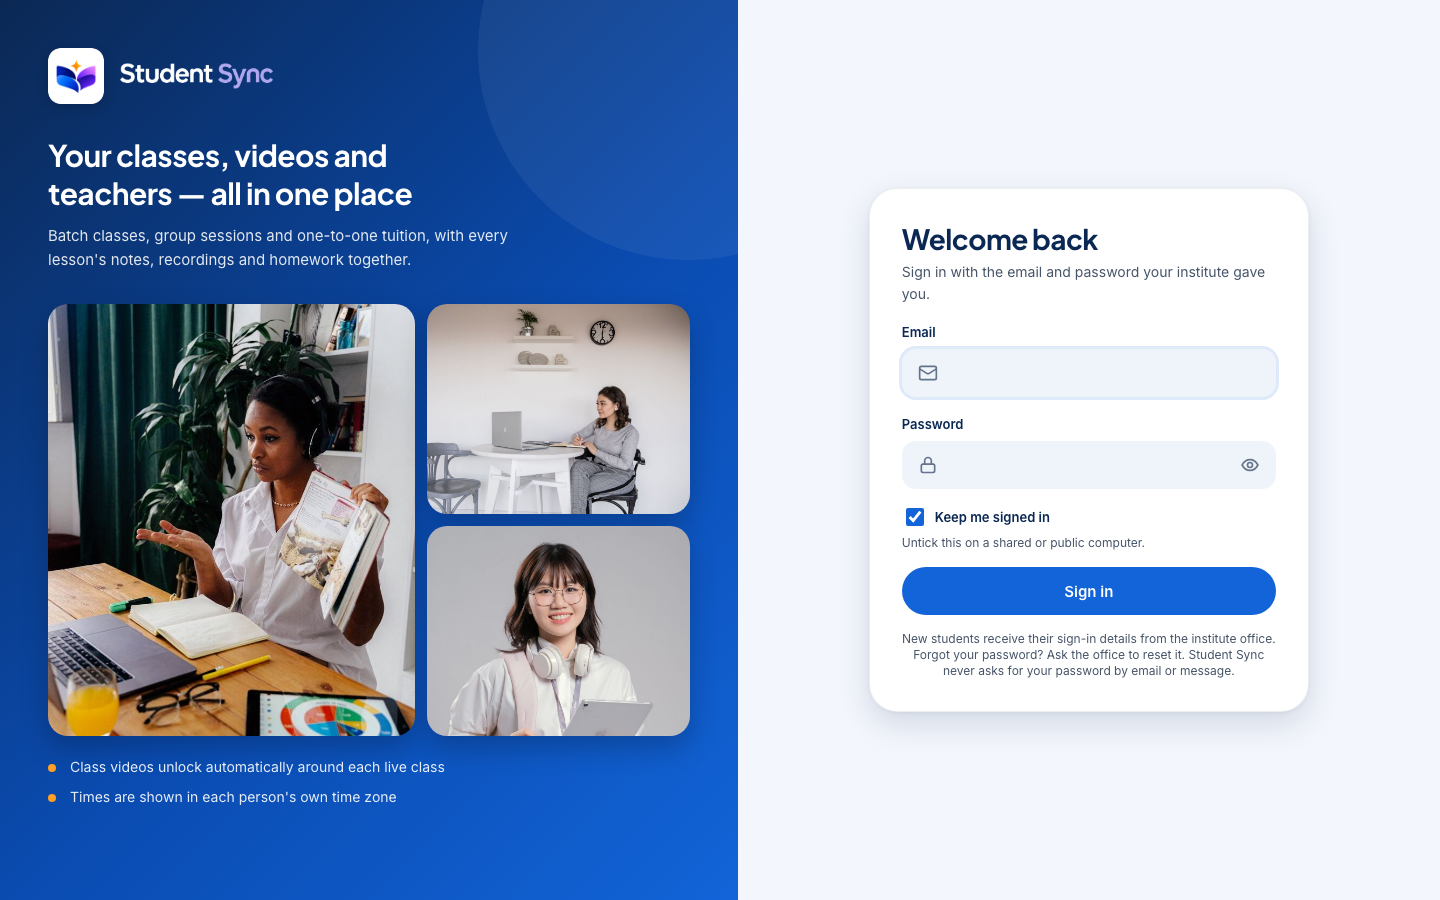 Student Sync
Your classes, videos and
teachers — all in one place
Batch classes, group sessions and one-to-one tuition, with every
lesson's notes, recordings and homework together.
Class videos unlock automatically around each live class
Times are shown in each person's own time zone
Welcome back
Sign in with the email and password your institute gave
you.
Email
Password
Keep me signed in
Untick this on a shared or public computer.
Sign in
New students receive their sign-in details from the institute office.
Forgot your password? Ask the office to reset it. Student Sync
never asks for your password by email or message.